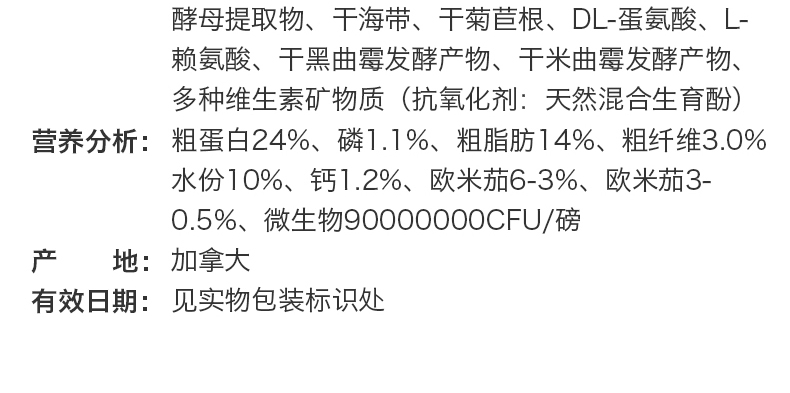 酵母提取物、干海带、干菊苣根、DL-蛋氨酸、L-
赖氨酸、干黑曲霉发酵产物、干米曲霉发酵产物、
多种维生素矿物质（抗氧化剂：天然混合生育酚）
营养分析：粗蛋白24%、磷1.1%、粗脂肪14%、粗纤维3.0%
水份10%、钙1.2%、欧米茄6-3%、欧米茄3-
0.5%、微生物90000000CFU/磅
产　　地：加拿大
有效日期：见实物包装标识处